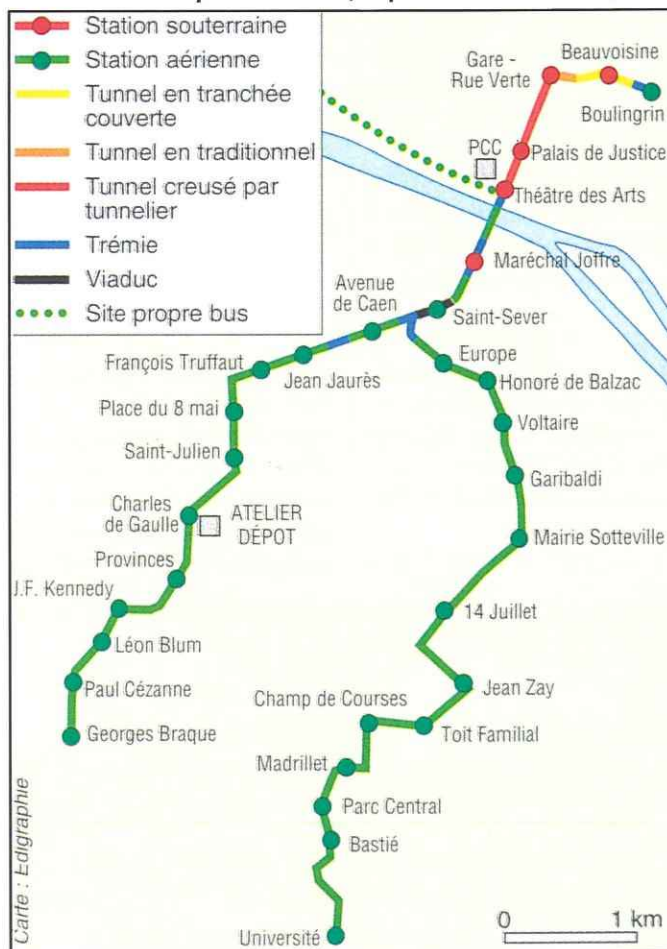 Station souterraine
Station aérienne
Tunnel en tranchée
couverte
Tunnel en traditionnel
Tunnel creusé par
tunnelier
Trémie
Viaduc
Site propre bus
Gare -
Rue Verte
Beauvoisine
Boulingrin
PCC
Palais de Justice
Théâtre des Arts
Maréchal Joffre
Avenue
de Caen
Saint-Sever
François Truffaut
Jean Jaurès
Europe
Honoré de Balzac
Place du 8 mai
Voltaire
Saint-Julien
Garibaldi
Charles
de Gaulle
ATELIER
DÉPOT
Mairie Sotteville
Provinces
J.F. Kennedy
14 Juillet
Léon Blum
Paul Cézanne
Jean Zay
Champ de Courses
Georges Braque
Toit Familial
Madrillet
Parc Central
Bastié
Université
0 1 km
Carte : Edigraphie